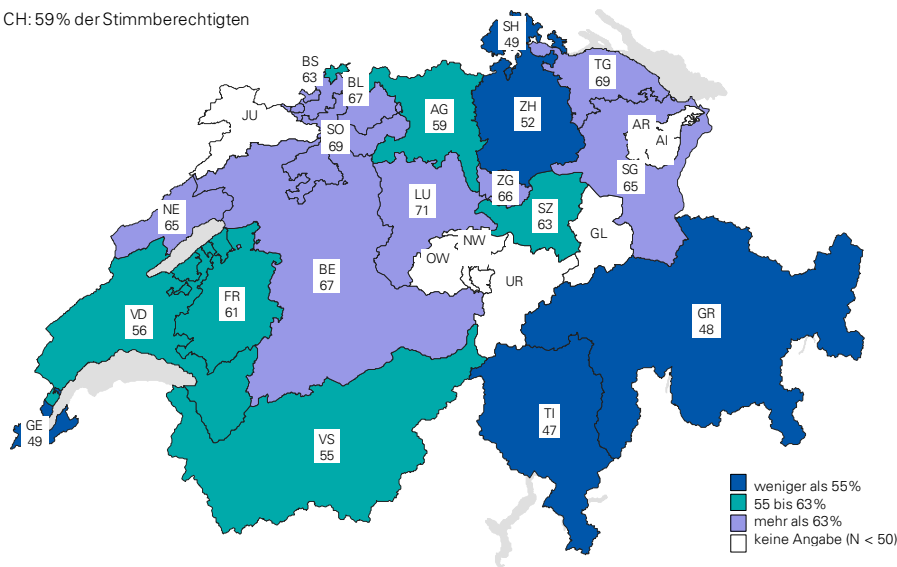 CH: 59% der Stimmberechtigten
SH
49
BS
63
BL
67
TG
69
JU
AG
59
ZH
52
SO
69
AR
AI
SG
65
ZG
66
LU
71
NE
65
SZ
63
GL
NW
OW
UR
BE
67
FR
61
VD
56
GR
48
GE
49
VS
55
TI
47
weniger als 55%
55 bis 63%
mehr als 63%
keine Angabe (N < 50)